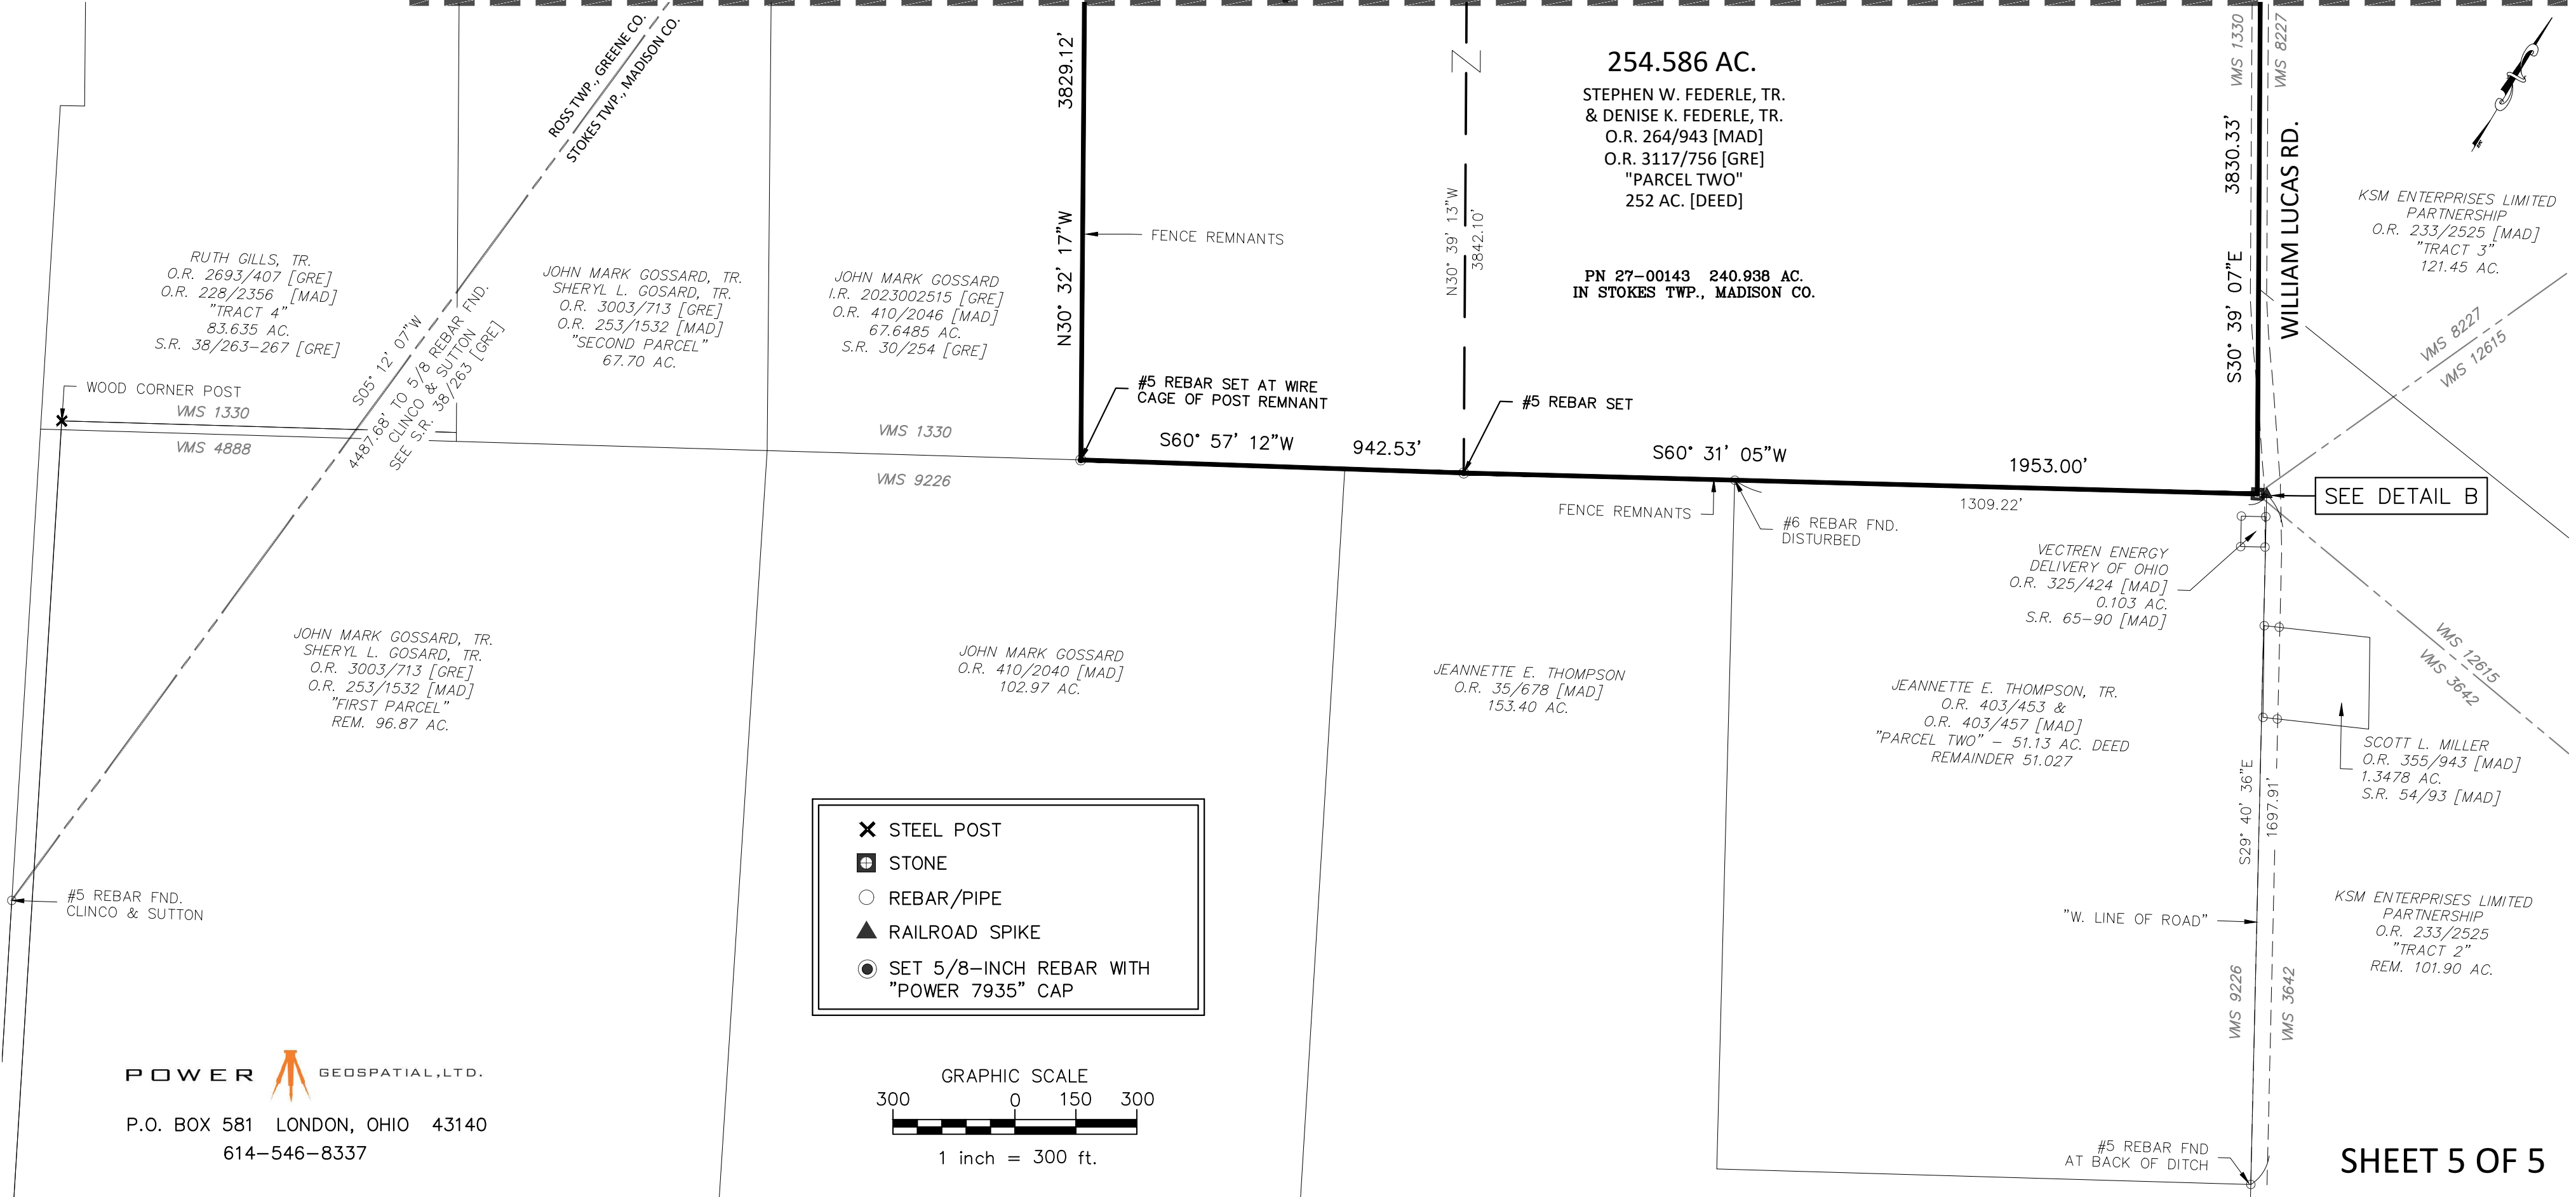 ROSS TWP., GREENE CO.
STOKES TWP., MADISON CO.
3829.12'
N30° 32' 17"W
FENCE REMNANTS
N30° 39' 13"W
3842.10'
254.586 AC.
STEPHEN W. FEDERLE, TR.
& DENISE K. FEDERLE, TR.
O.R. 264/943 [MAD]
O.R. 3117/756 [GRE]
"PARCEL TWO"
252 AC. [DEED]
PN 27-00143 240.938 AC.
IN STOKES TWP., MADISON CO.
VMS 1330
VMS 8227
3830.33'
S30° 39' 07"E
WILLIAM LUCAS RD.
KSM ENTERPRISES LIMITED
PARTNERSHIP
O.R. 233/2525 [MAD]
"TRACT 3"
121.45 AC.
VMS 8227
VMS 12615
RUTH GILLS, TR.
O.R. 2693/407 [GRE]
O.R. 228/2356 [MAD]
"TRACT 4"
83.635 AC.
S.R. 38/263-267 [GRE]
S05° 12' 07"W
4487.68' TO 5/8 REBAR FND.
CLINCO & SUTTON
SEE S.R. 38/263 [GRE]
JOHN MARK GOSSARD, TR.
SHERYL L. GOSARD, TR.
O.R. 3003/713 [GRE]
O.R. 253/1532 [MAD]
"SECOND PARCEL"
67.70 AC.
JOHN MARK GOSSARD
I.R. 2023002515 [GRE]
O.R. 410/2046 [MAD]
67.6485 AC.
S.R. 30/254 [GRE]
WOOD CORNER POST
VMS 1330
VMS 4888
VMS 1330
VMS 9226
#5 REBAR SET AT WIRE
CAGE OF POST REMNANT
#5 REBAR SET
S60° 57' 12"W 942.53'
S60° 31' 05"W 1953.00'
1309.22'
FENCE REMNANTS
#6 REBAR FND.
DISTURBED
SEE DETAIL B
VECTREN ENERGY
DELIVERY OF OHIO
O.R. 325/424 [MAD]
0.103 AC.
S.R. 65-90 [MAD]
VMS 12615
VMS 3642
JOHN MARK GOSSARD, TR.
SHERYL L. GOSARD, TR.
O.R. 3003/713 [GRE]
O.R. 253/1532 [MAD]
"FIRST PARCEL"
REM. 96.87 AC.
JOHN MARK GOSSARD
O.R. 410/2040 [MAD]
102.97 AC.
JEANNETTE E. THOMPSON
O.R. 35/678 [MAD]
153.40 AC.
JEANNETTE E. THOMPSON, TR.
O.R. 403/453 &
O.R. 403/457 [MAD]
"PARCEL TWO" - 51.13 AC. DEED
REMAINDER 51.027
SCOTT L. MILLER
O.R. 355/943 [MAD]
1.3478 AC.
S.R. 54/93 [MAD]
S29° 40' 36"E
1697.91'
#5 REBAR FND.
CLINCO & SUTTON
STEEL POST
STONE
REBAR/PIPE
RAILROAD SPIKE
SET 5/8-INCH REBAR WITH
"POWER 7935" CAP
"W. LINE OF ROAD"
KSM ENTERPRISES LIMITED
PARTNERSHIP
O.R. 233/2525
"TRACT 2"
REM. 101.90 AC.
VMS 9226
VMS 3642
POWER GEOSPATIAL,LTD.
P.O. BOX 581 LONDON, OHIO 43140
614-546-8337
GRAPHIC SCALE
300 0 150 300
1 inch = 300 ft.
#5 REBAR FND
AT BACK OF DITCH
SHEET 5 OF 5